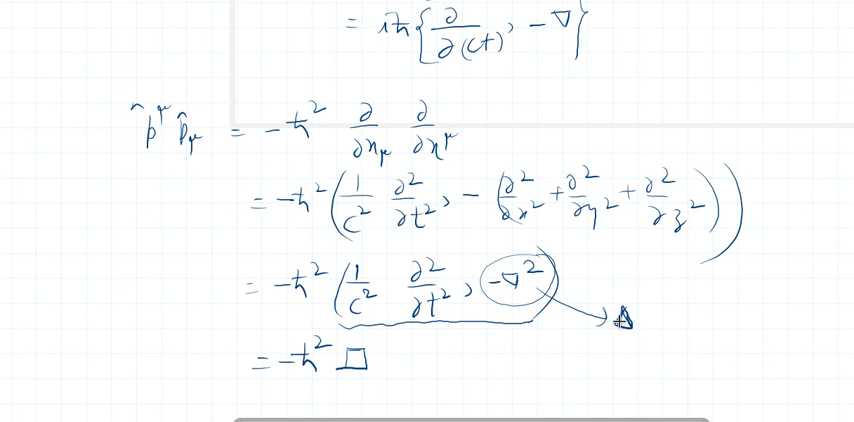 = iħ{∂/∂(ct), -∇}
p̂^μ p̂_μ = -ħ² ∂/∂x_μ ∂/∂x^μ
= -ħ² (1/c² ∂²/∂t², - (∂²/∂x² + ∂²/∂y² + ∂²/∂z²))
= -ħ² (1/c² ∂²/∂t², -∇²) → Δ
= -ħ² □